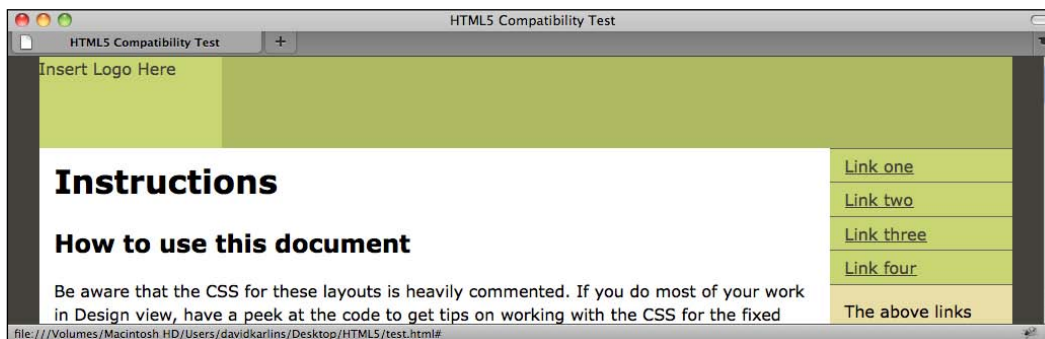 HTML5 Compatibility Test
HTML5 Compatibility Test +
Insert Logo Here
Instructions
How to use this document
Be aware that the CSS for these layouts is heavily commented. If you do most of your work
in Design view, have a peek at the code to get tips on working with the CSS for the fixed
Link one
Link two
Link three
Link four
The above links
file:///Volumes/Macintosh HD/Users/davidkarlins/Desktop/HTML5/test.html#